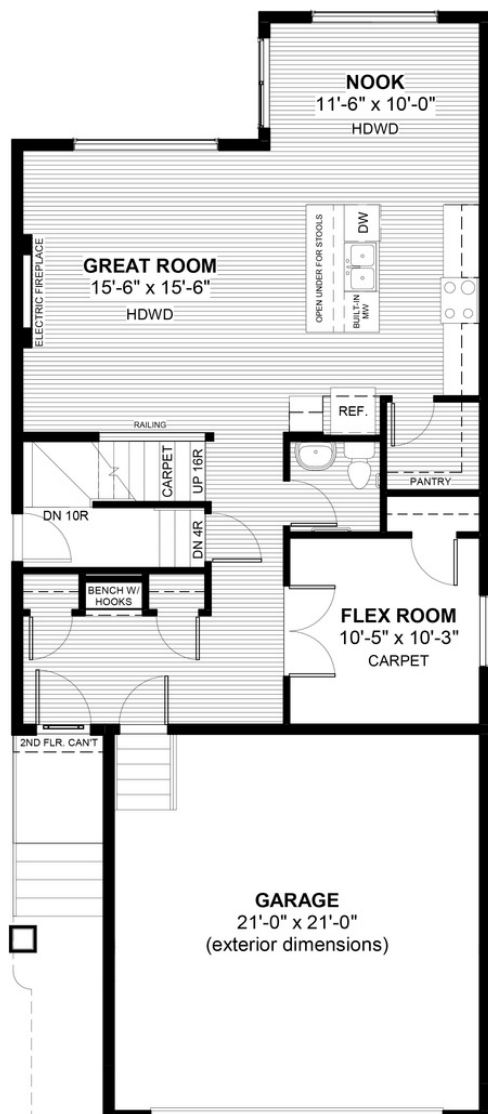 NOOK
11'-6" x 10'-0"
HDWD
ELECTRIC FIREPLACE
GREAT ROOM
15'-6" x 15'-6"
HDWD
OPEN UNDER FOR STOOLS
DW
BUILT-IN
MW
REF.
RAILING
CARPET
UP 16R
PANTRY
DN 10R
DN 4R
BENCH W/
HOOKS
FLEX ROOM
10'-5" x 10'-3"
CARPET
2ND FLR. CAN'T
GARAGE
21'-0" x 21'-0"
(exterior dimensions)